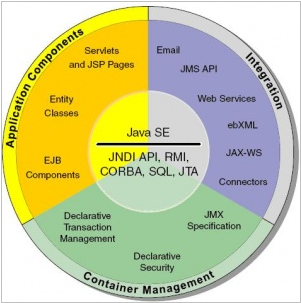 Application Components
Servlets
and JSP Pages
Entity
Classes
EJB
Components
Integration
Email
JMS API
Web Services
ebXML
JAX-WS
Connectors
Java SE
JNDI API, RMI,
CORBA, SQL, JTA
Declarative
Transaction
Management
JMX
Specification
Declarative
Security
Container Management